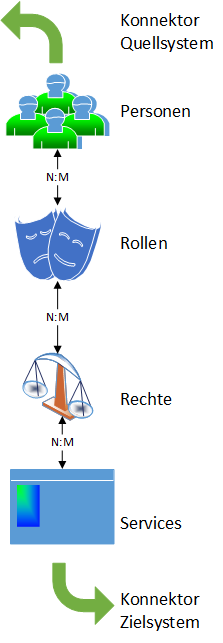 Konnektor
Quellsystem
Personen
N:M
Rollen
N:M
Rechte
N:M
Services
Konnektor
Zielsystem